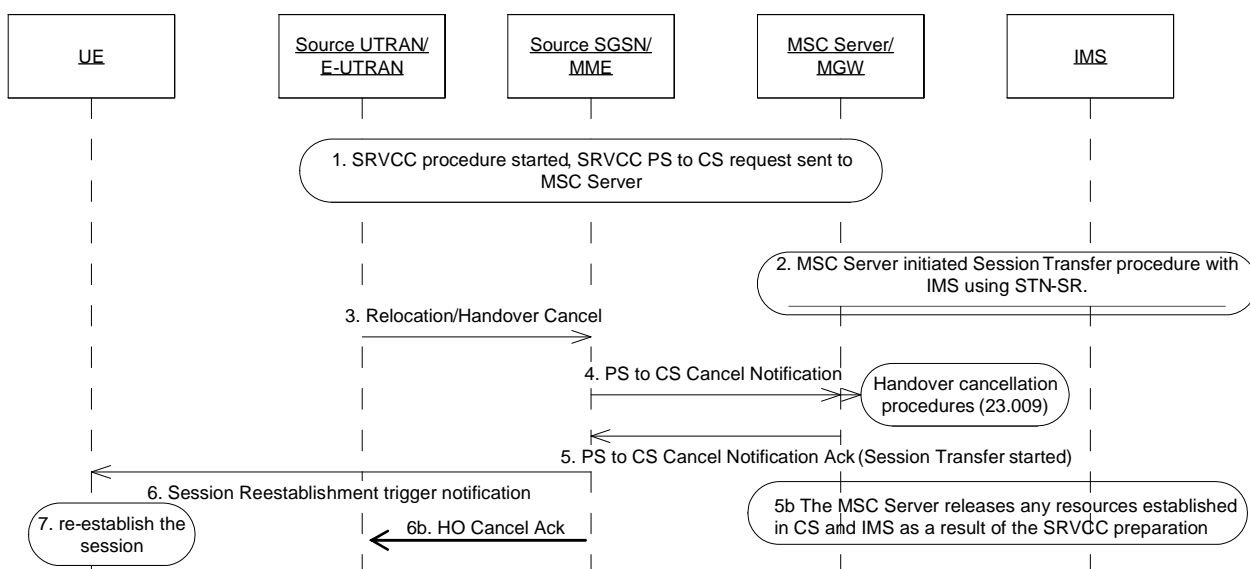 UE
Source UTRAN/
E-UTRAN
Source SGSN/
MME
MSC Server/
MGW
IMS
1. SRVCC procedure started, SRVCC PS to CS request sent to
MSC Server
2. MSC Server initiated Session Transfer procedure with
IMS using STN-SR.
3. Relocation/Handover Cancel
4. PS to CS Cancel Notification
Handover cancellation
procedures (23.009)
5. PS to CS Cancel Notification Ack (Session Transfer started)
6. Session Reestablishment trigger notification
5b The MSC Server releases any resources established
in CS and IMS as a result of the SRVCC preparation
7. re-establish the
session
6b. HO Cancel Ack